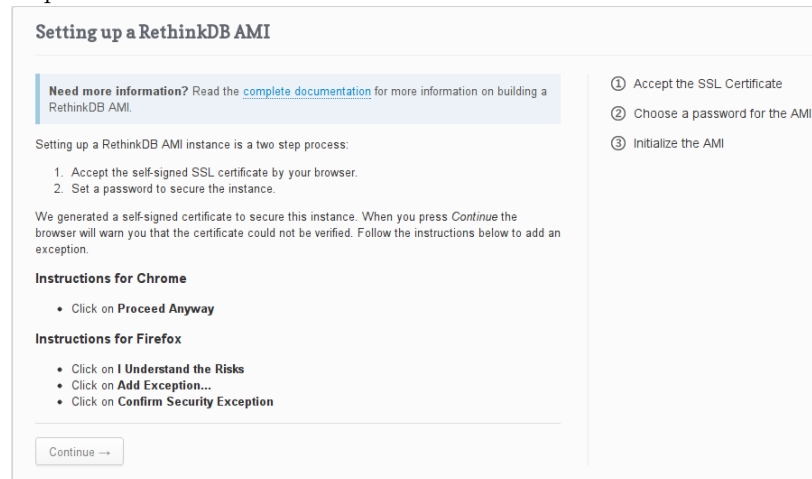 Setting up a RethinkDB AMI
Need more information? Read the complete documentation for more information on building a
RethinkDB AMI.
Setting up a RethinkDB AMI instance is a two step process:
1. Accept the self-signed SSL certificate by your browser.
2. Set a password to secure the instance.
We generated a self-signed certificate to secure this instance. When you press Continue the
browser will warn you that the certificate could not be verified. Follow the instructions below to add an
exception.
Instructions for Chrome
• Click on Proceed Anyway
Instructions for Firefox
• Click on I Understand the Risks
• Click on Add Exception...
• Click on Confirm Security Exception
Continue →
1 Accept the SSL Certificate
2 Choose a password for the AMI
3 Initialize the AMI